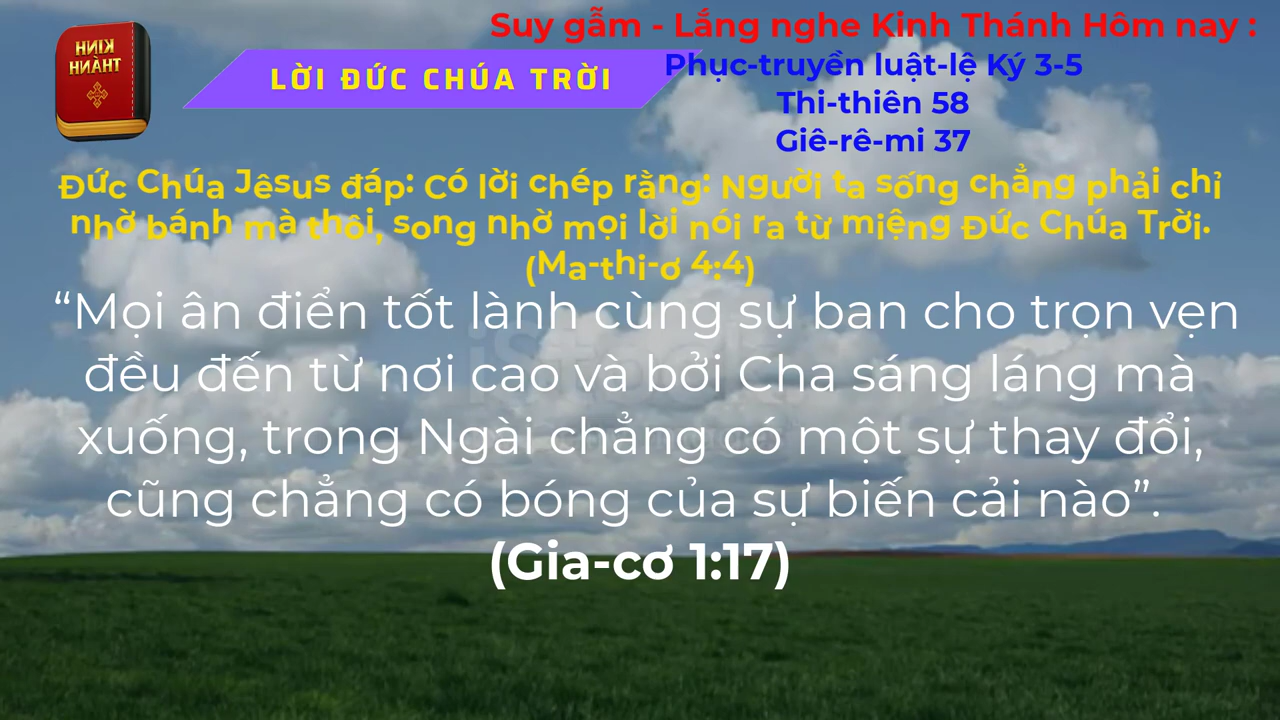 Suy gẫm - Lắng nghe Kinh Thánh Hôm nay :
KINH
THÁNH
LỜI ĐỨC CHÚA TRỜI
Phục-truyền luật-lệ Ký 3-5
Thi-thiên 58
Giê-rê-mi 37
Đức Chúa Jêsus đáp: Có lời chép rằng: Người ta sống chẳng phải chỉ
nhờ bánh mà thôi, song nhờ mọi lời nói ra từ miệng Đức Chúa Trời.
(Ma-thi-ơ 4:4)
“Mọi ân điển tốt lành cùng sự ban cho trọn vẹn
đều đến từ nơi cao và bởi Cha sáng láng mà
xuống, trong Ngài chẳng có một sự thay đổi,
cũng chẳng có bóng của sự biến cải nào”.
(Gia-cơ 1:17)